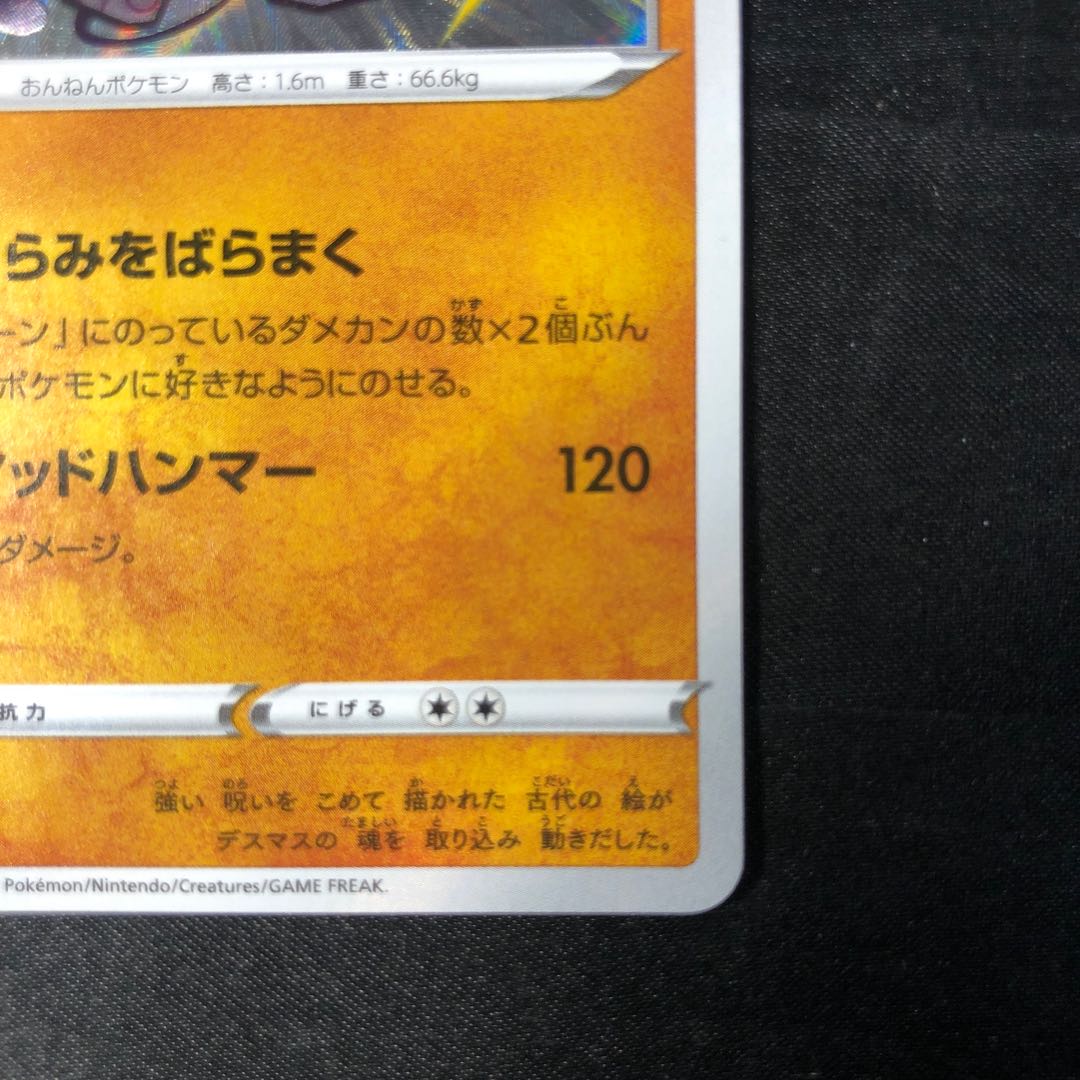 おんねんポケモン 高さ：1.6m 重さ：66.6kg
らみをばらまく
ーン」にのっているダメカンの数×2個ぶん
ポケモンに好きなようにのせる。
ッドハンマー 120
ダメージ。
抗力 にげる
強い 呪いを こめて 描かれた 古代の 絵が
デスマスの 魂を 取り込み 動きだした。
Pokémon/Nintendo/Creatures/GAME FREAK.